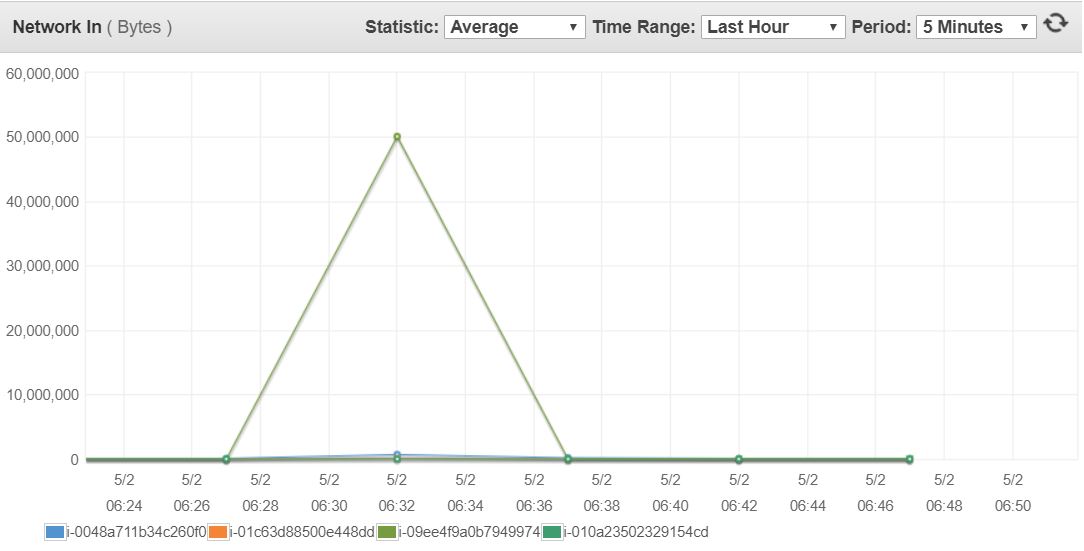 Network In ( Bytes ) Statistic: Average Time Range: Last Hour Period: 5 Minutes
60,000,000
50,000,000
40,000,000
30,000,000
20,000,000
10,000,000
0
5/2 5/2 5/2 5/2 5/2 5/2 5/2 5/2 5/2 5/2 5/2 5/2 5/2 5/2
06:24 06:26 06:28 06:30 06:32 06:34 06:36 06:38 06:40 06:42 06:44 06:46 06:48 06:50
i-0048a711b34c260f0 i-01c63d88500e448dd i-09ee4f9a0b7949974 i-010a23502329154cd